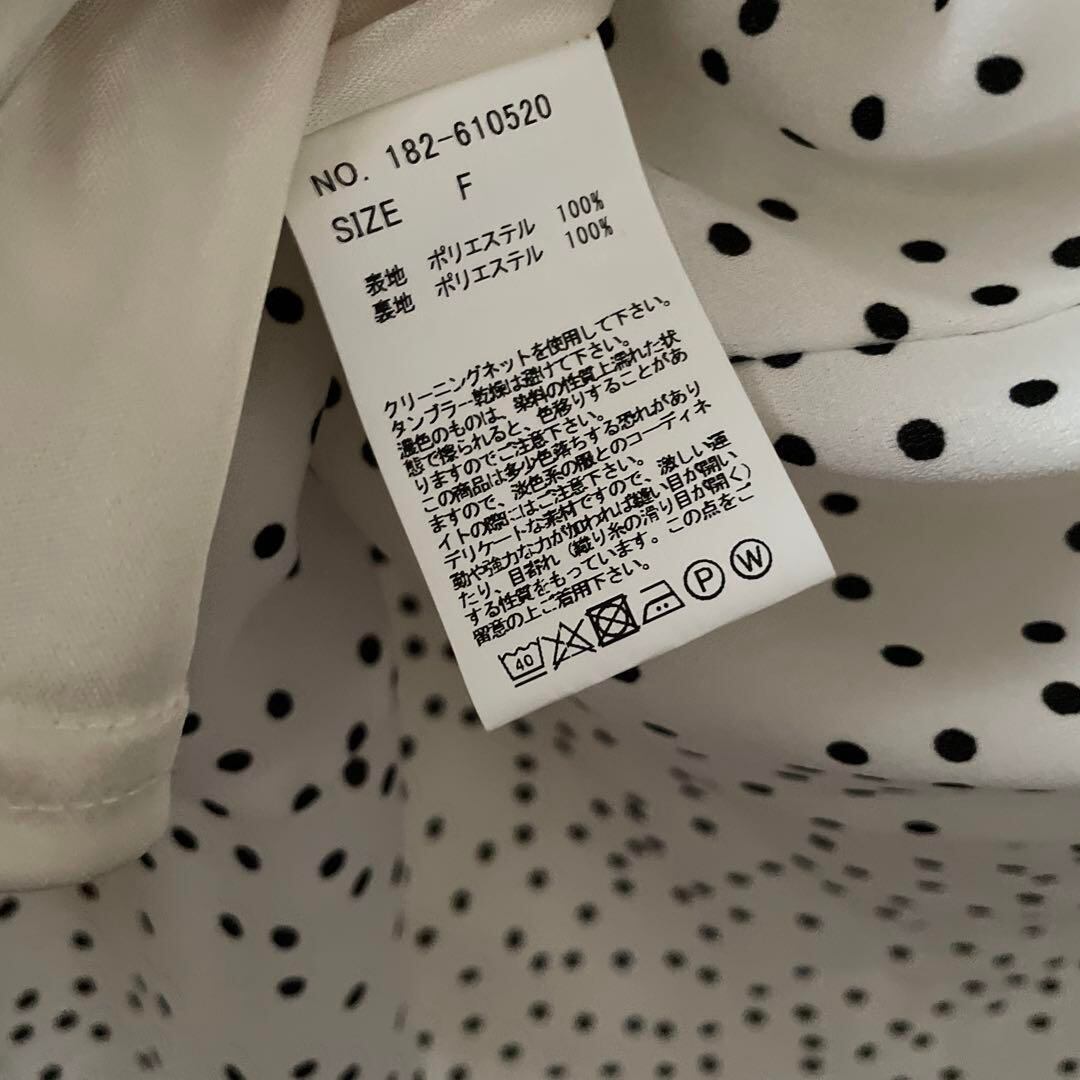 NO. 182-610520
SIZE F
表地 ポリエステル 100%
裏地 ポリエステル 100%
クリーニングネットを使用して下さい。
タンブラー乾燥は避けて下さい。
濃色のものは、染料の性質上濡れた状
態で擦られると、色移りすることがあ
りますのでご注意下さい。
この商品は多少色落ちする恐れがあり
ますので、淡色系の服とのコーディネ
イトの際にはご注意下さい。
デリケートな素材ですので、激しい運
動や強力な力が加われば縫い目が開い
たり、目寄れ（織り糸の滑り目が開く）
する性質をもっています。この点をご
留意の上ご着用下さい。
40 P W